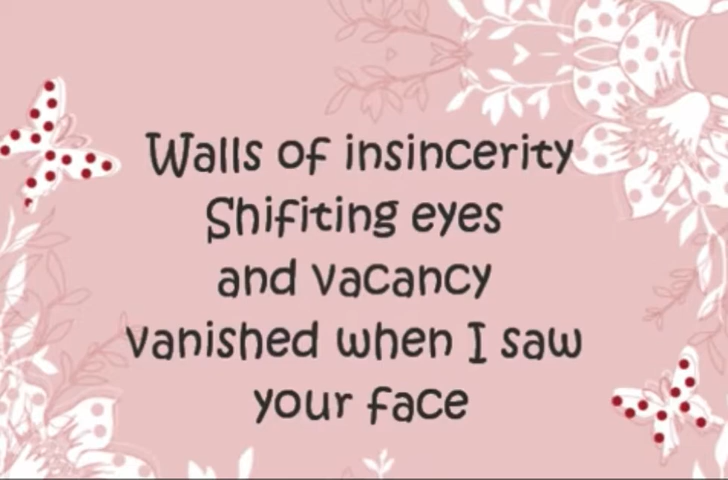 Walls of insincerity
Shifiting eyes
and vacancy
vanished when I saw
your face